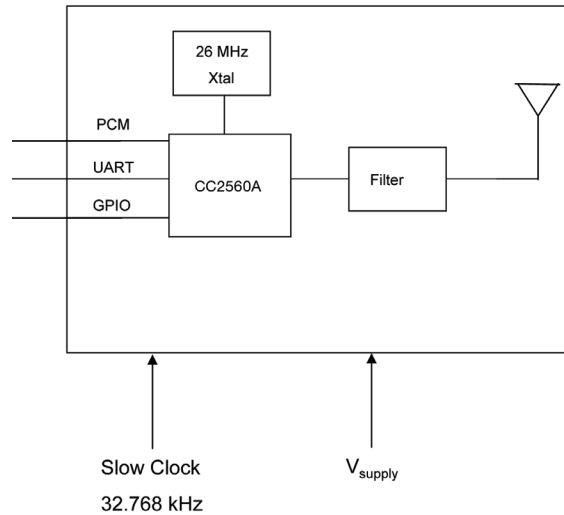 26 MHz
Xtal
PCM
UART
GPIO
CC2560A
Filter
Slow Clock
32.768 kHz
Vsupply